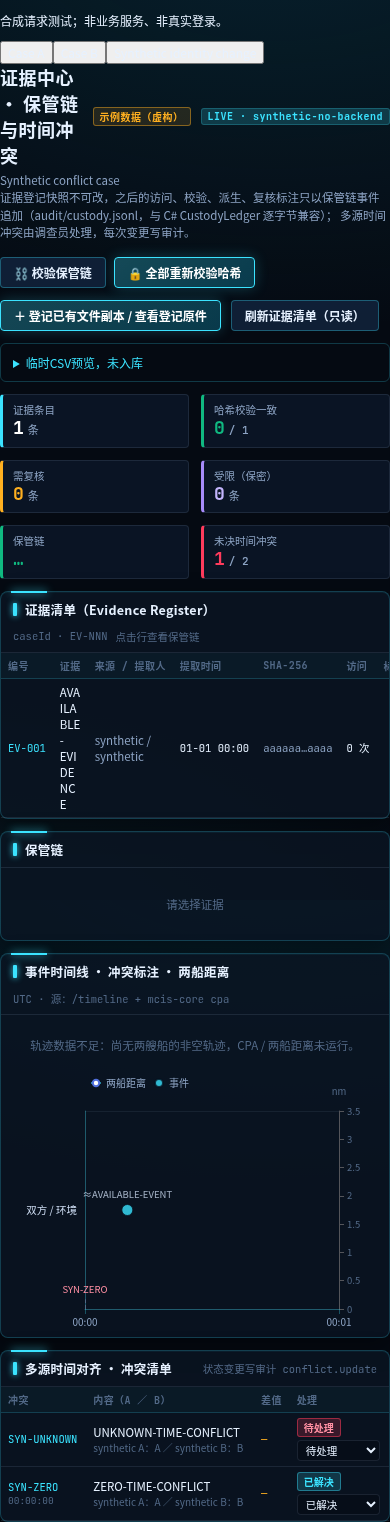 合成请求测试；非业务服务、非真实登录。
证据中心
· 保管链
与时间冲
突
示例数据（虚构）
LIVE · synthetic-no-backend
Synthetic conflict case
证据登记快照不可改，之后的访问、校验、派生、复核标注只以保管链事件
追加（audit/custody.jsonl，与 C# CustodyLedger 逐字节兼容）； 多源时间
冲突由调查员处理，每次变更写审计。
⛓ 校验保管链
🔒 全部重新校验哈希
＋ 登记已有文件副本 / 查看登记原件
刷新证据清单（只读）
▶ 临时CSV预览，未入库
证据条目
1 条
哈希校验一致
0 / 1
需复核
0 条
受限（保密）
0 条
保管链
…
未决时间冲突
1 / 2
证据清单（Evidence Register）
caseId · EV-NNN 点击行查看保管链
编号 证据 来源 / 提取人 提取时间 SHA-256 访问
EV-001
AVA
ILA
BLE
-
EVI
DE
NC
E
synthetic /
synthetic
01-01 00:00
aaaaaa…aaaa
0 次
保管链
请选择证据
事件时间线 · 冲突标注 · 两船距离
UTC · 源: /timeline + mcis-core cpa
轨迹数据不足：尚无两艘船的非空轨迹，CPA / 两船距离未运行。
两船距离 事件
nm
3.5
3
2.5
2
1.5
1
0.5
0
≈AVAILABLE-EVENT
双方 / 环境
SYN-ZERO
00:00
00:01
多源时间对齐 · 冲突清单
状态变更写审计 conflict.update
冲突 内容（A ／ B） 差值 处理
SYN-UNKNOWN
UNKNOWN-TIME-CONFLICT
synthetic A：A ／ synthetic B：B
—
待处理
待处理
SYN-ZERO
00:00:00
ZERO-TIME-CONFLICT
synthetic A：A ／ synthetic B：B
—
已解决
已解决